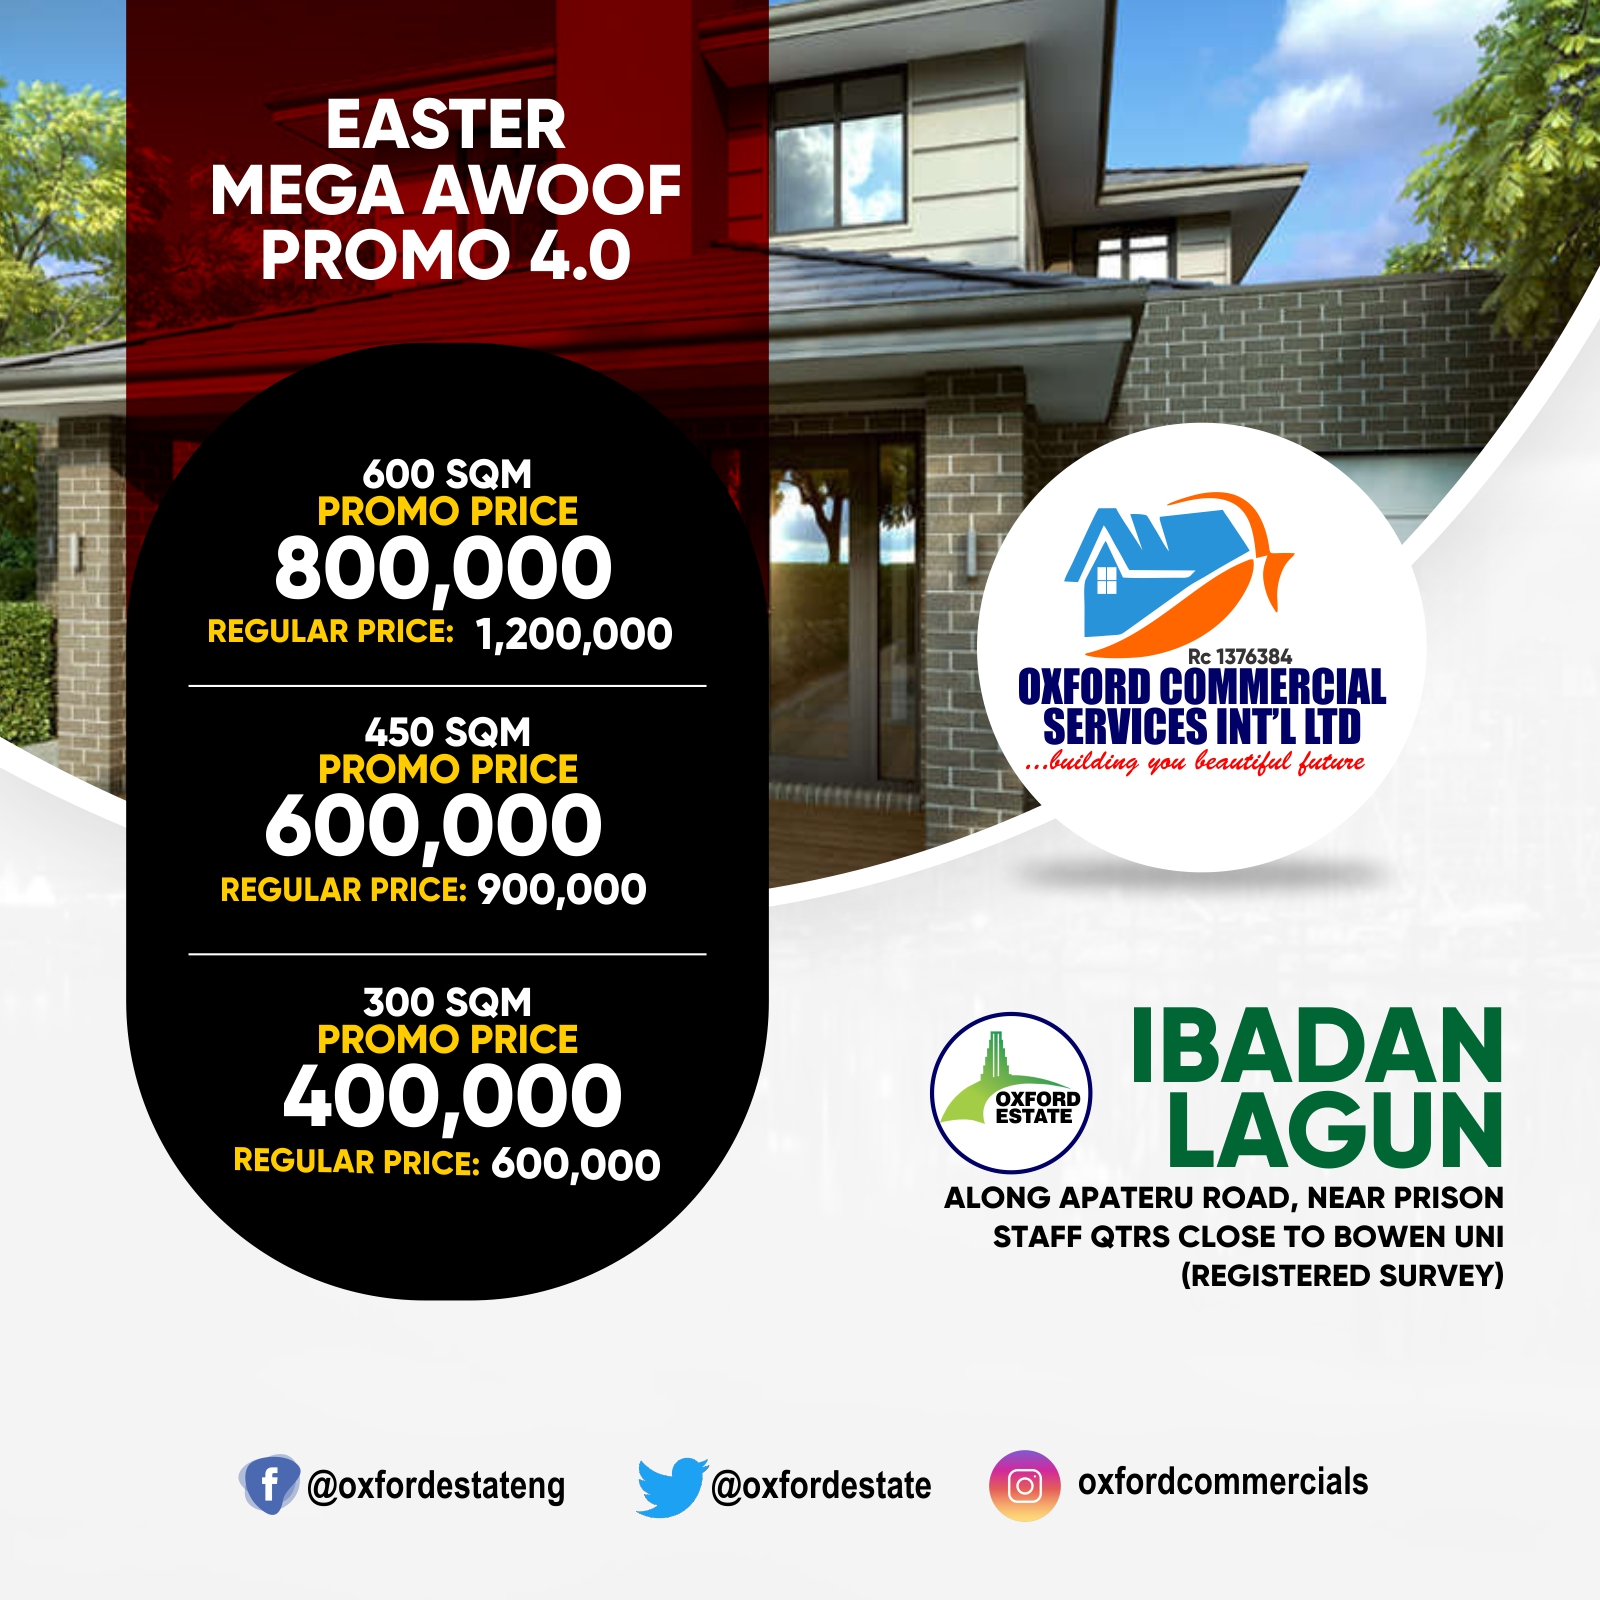 EASTER
MEGA AWOOF
PROMO 4.0
600 SQM
PROMO PRICE
800,000
REGULAR PRICE: 1,200,000
450 SQM
PROMO PRICE
600,000
REGULAR PRICE: 900,000
300 SQM
PROMO PRICE
400,000
REGULAR PRICE: 600,000
Rc 1376384
OXFORD COMMERCIAL
SERVICES INT'L LTD
...building you beautiful future
OXFORD
ESTATE
IBADAN
LAGUN
ALONG APATERU ROAD, NEAR PRISON
STAFF QTRS CLOSE TO BOWEN UNI
(REGISTERED SURVEY)
@oxfordestateng
@oxfordestate
oxfordcommercials